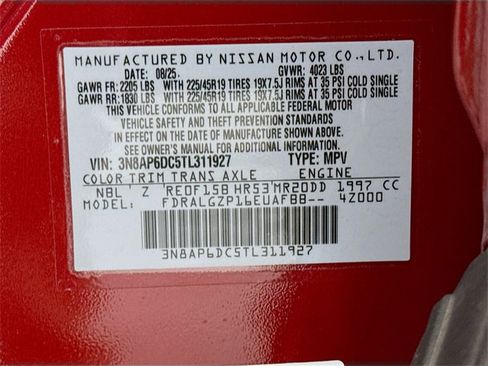 MANUFACTURED BY NISSAN MOTOR CO., LTD.
DATE: 08/25 GVWR: 4023 LBS
GAWR FR: 2205 LBS WITH 225/45R19 TIRES 19X7.5J RIMS AT 35 PSI COLD SINGLE
GAWR RR: 1830 LBS WITH 225/45R19 TIRES 19X7.5J RIMS AT 35 PSI COLD SINGLE
THIS VEHICLE CONFORMS TO ALL APPLICABLE FEDERAL MOTOR
VEHICLE SAFETY AND THEFT PREVENTION STANDARDS
IN EFFECT ON THE DATE OF MANUFACTURE SHOWN ABOVE.
SEE OWNER'S MANUAL FOR ADDITIONAL INFORMATION
VIN: 3N8AP6DC5TL311927 TYPE: MPV
COLOR TRIM TRANS AXLE ENGINE
NBL Z RE0F15B HR53 MR20DD 1997 CC
MODEL: FDRALGZP16EUAFBB-- 4Z000
3N8AP6DC5TL311927